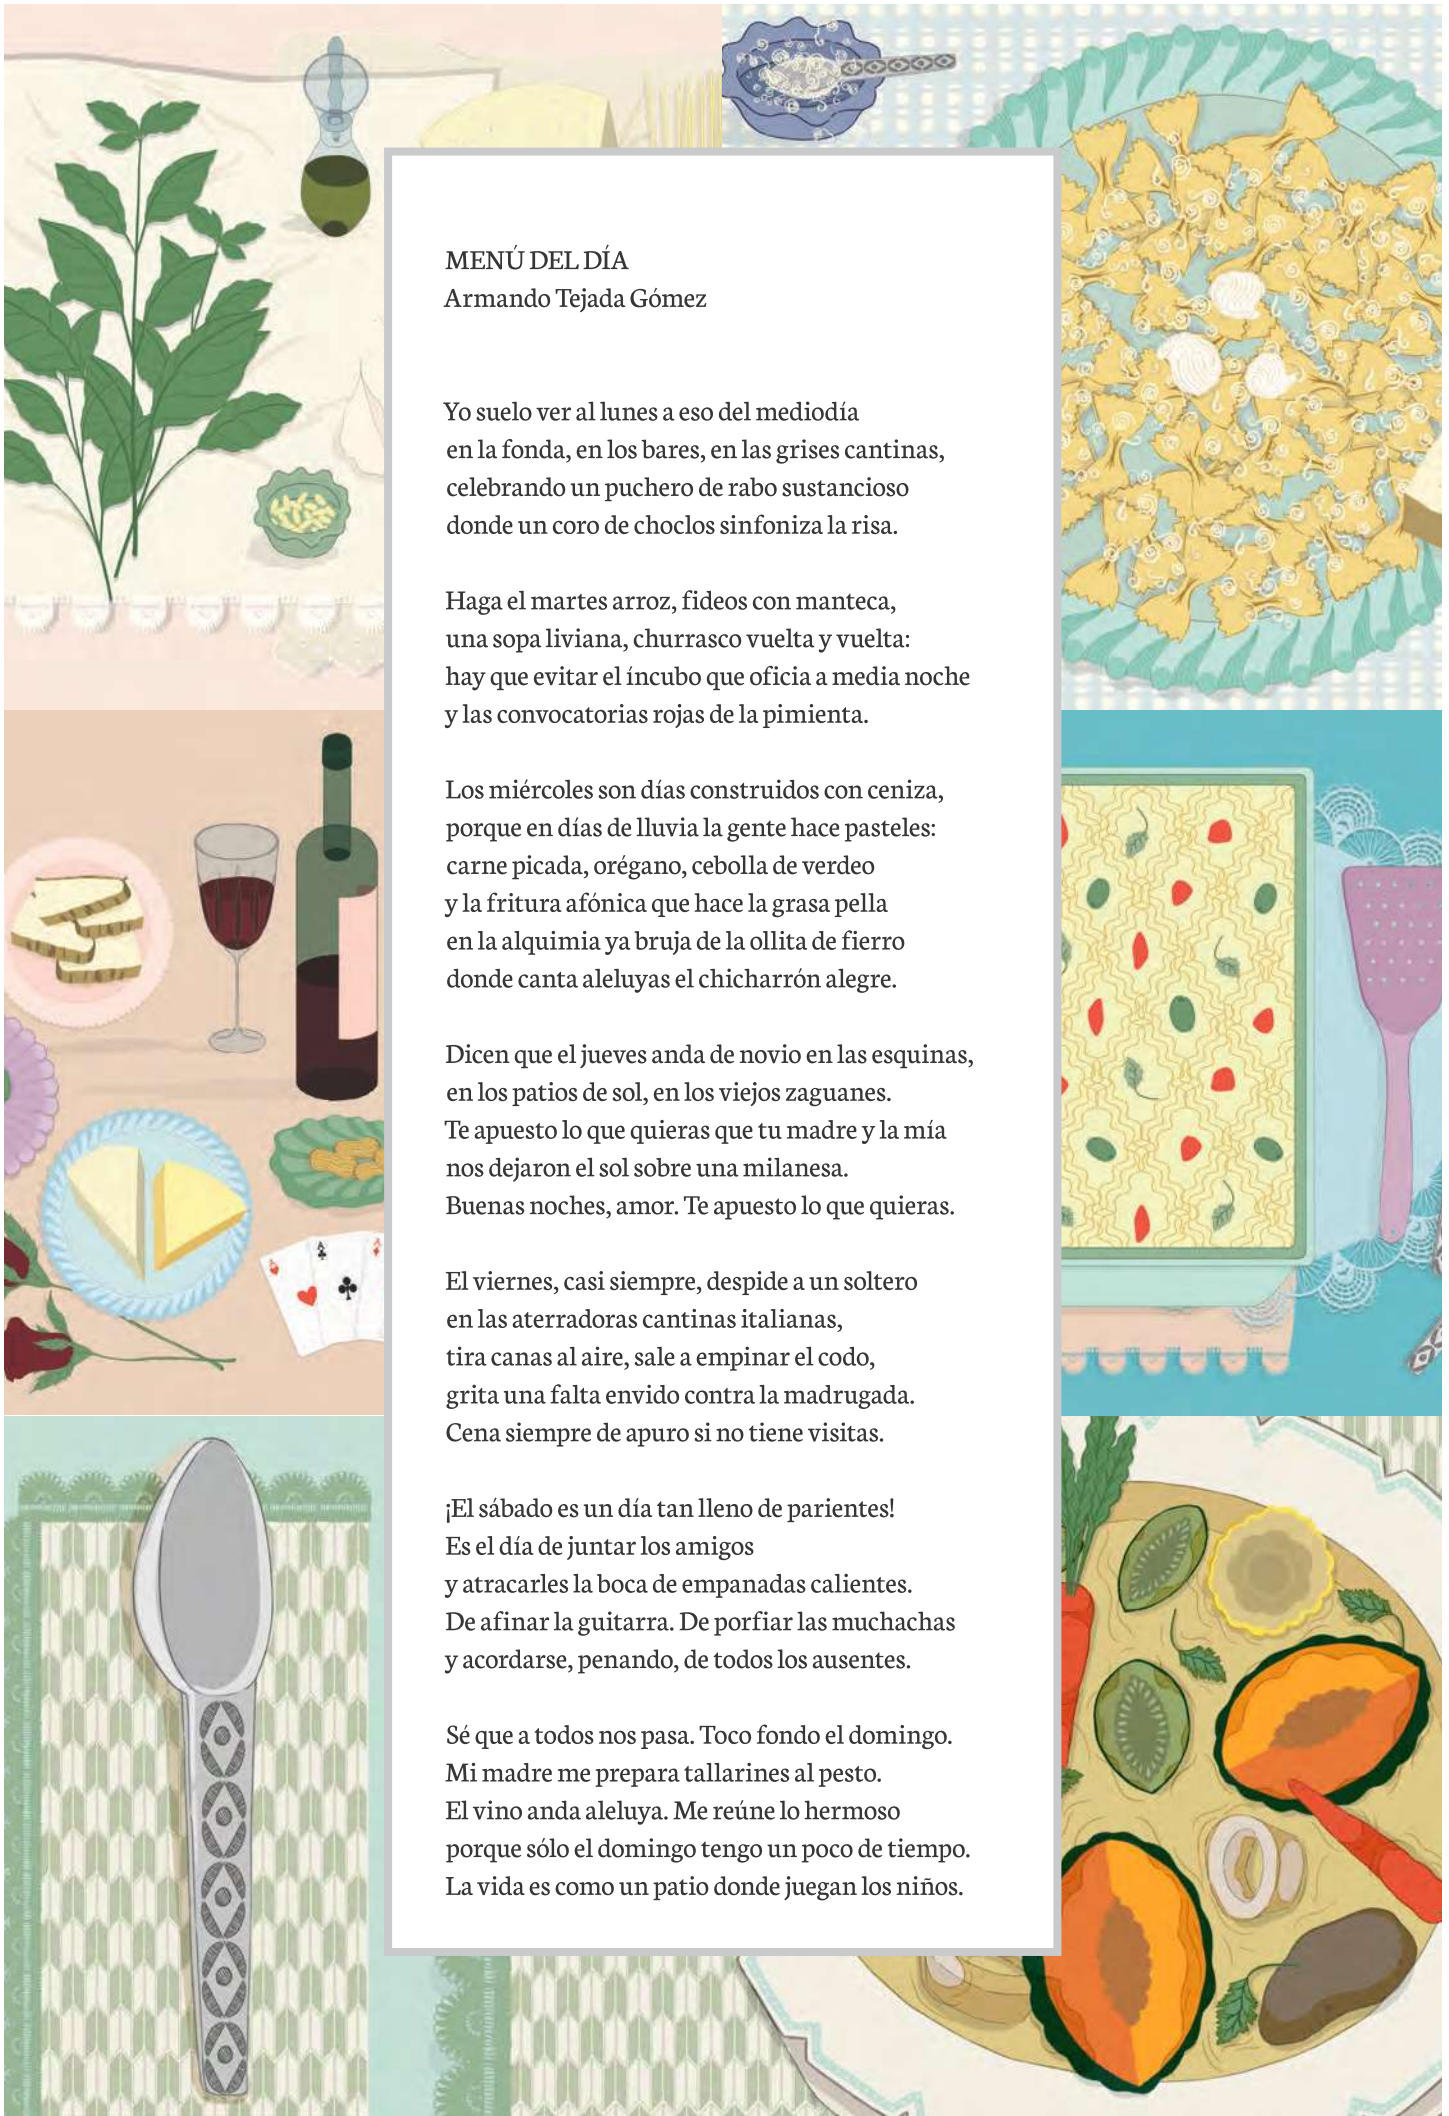 MENÚ DEL DÍA
Armando Tejada Gómez
Yo suelo ver al lunes a eso del mediodía
en la fonda, en los bares, en las grises cantinas,
celebrando un puchero de rabo sustancioso
donde un coro de choclos sinfoniza la risa.
Haga el martes arroz, fideos con manteca,
una sopa liviana, churrasco vuelta y vuelta:
hay que evitar el íncubo que oficia a media noche
y las convocatorias rojas de la pimienta.
Los miércoles son días construidos con ceniza,
porque en días de lluvia la gente hace pasteles:
carne picada, orégano, cebolla de verdeo
y la fritura afónica que hace la grasa pella
en la alquimia ya bruja de la ollita de fierro
donde canta aleluyas el chicharrón alegre.
Dicen que el jueves anda de novio en las esquinas,
en los patios de sol, en los viejos zaguanes.
Te apuesto lo que quieras que tu madre y la mía
nos dejaron el sol sobre una milanesa.
Buenas noches, amor. Te apuesto lo que quieras.
El viernes, casi siempre, despide a un soltero
en las aterradoras cantinas italianas,
tira canas al aire, sale a empinar el codo,
grita una falta envido contra la madrugada.
Cena siempre de apuro si no tiene visitas.
¡El sábado es un día tan lleno de parientes!
Es el día de juntar los amigos
y atracarles la boca de empanadas calientes.
De afinar la guitarra. De porfiar las muchachas
y acordarse, penando, de todos los ausentes.
Sé que a todos nos pasa. Toco fondo el domingo.
Mi madre me prepara tallarines al pesto.
El vino anda aleluya. Me reúne lo hermoso
porque sólo el domingo tengo un poco de tiempo.
La vida es como un patio donde juegan los niños.
A
A
A